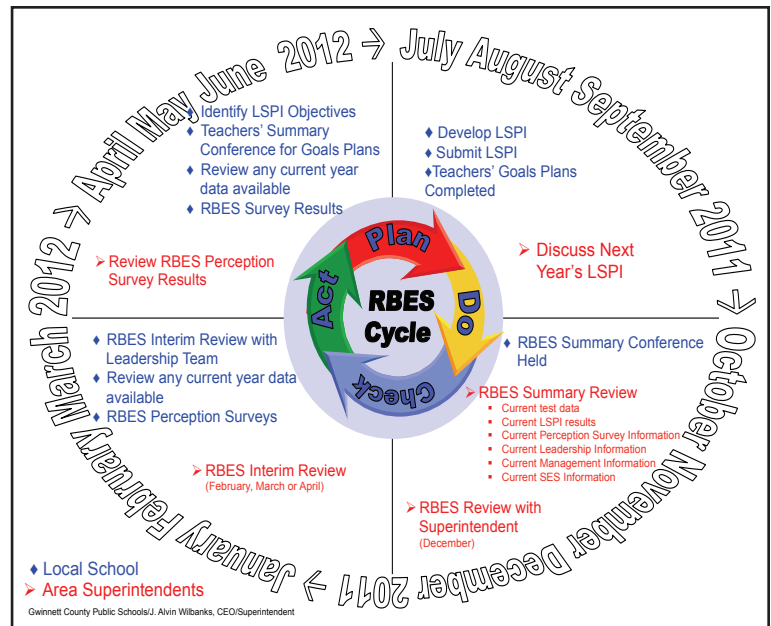 April May June 2012 →
July August September 2011 →
October November December 2011 →
January February March 2012 →
♦ Identify LSPI Objectives
♦ Teachers' Summary
Conference for Goals Plans
♦ Review any current year
data available
♦ RBES Survey Results
➢ Review RBES Perception
Survey Results
♦ Develop LSPI
♦ Submit LSPI
♦Teachers' Goals Plans
Completed
➢ Discuss Next
Year's LSPI
Plan
Do
Check
Act
RBES
Cycle
♦ RBES Interim Review with
Leadership Team
♦ Review any current year data
available
♦ RBES Perception Surveys
➢ RBES Interim Review
(February, March or April)
♦ RBES Summary Conference
Held
➢ RBES Summary Review
▪ Current test data
▪ Current LSPI results
▪ Current Perception Survey Information
▪ Current Leadership Information
▪ Current Management Information
▪ Current SES Information
➢ RBES Review with
Superintendent
(December)
♦ Local School
➢ Area Superintendents
Gwinnett County Public Schools/J. Alvin Wilbanks, CEO/Superintendent